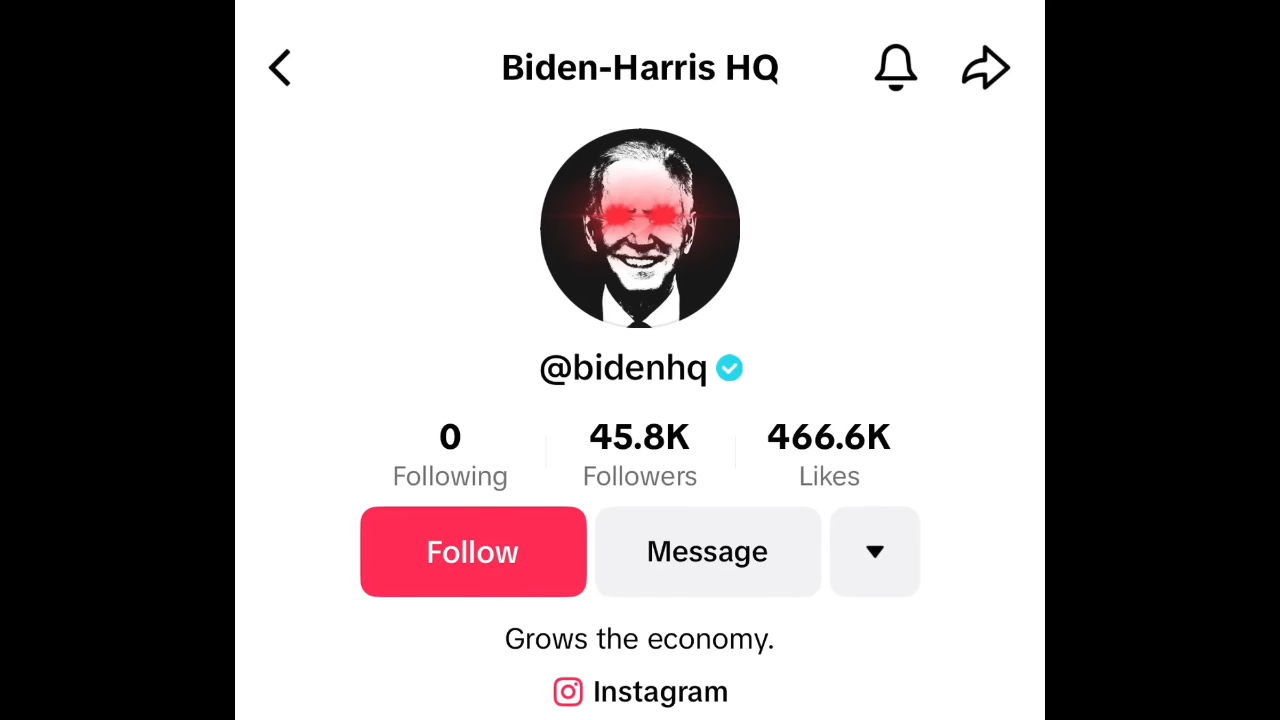 Biden-Harris HQ
@bidenhq
0 45.8K 466.6K
Following Followers Likes
Follow Message
Grows the economy.
Instagram